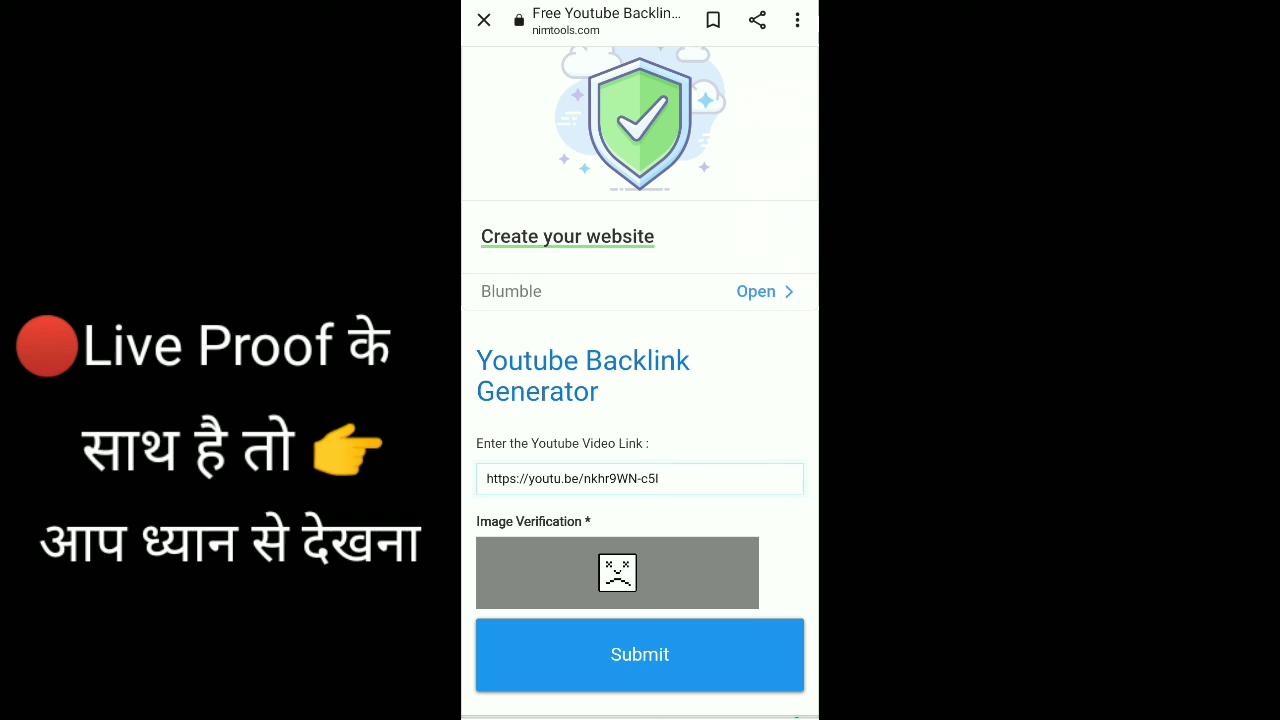 Free Youtube Backlin...
nimtools.com
Create your website
Blumble
Open
Youtube Backlink
Generator
Enter the Youtube Video Link :
https://youtu.be/nkhr9WN-c5I
Image Verification *
Submit
🔴Live Proof के
साथ है तो 👉
आप ध्यान से देखना